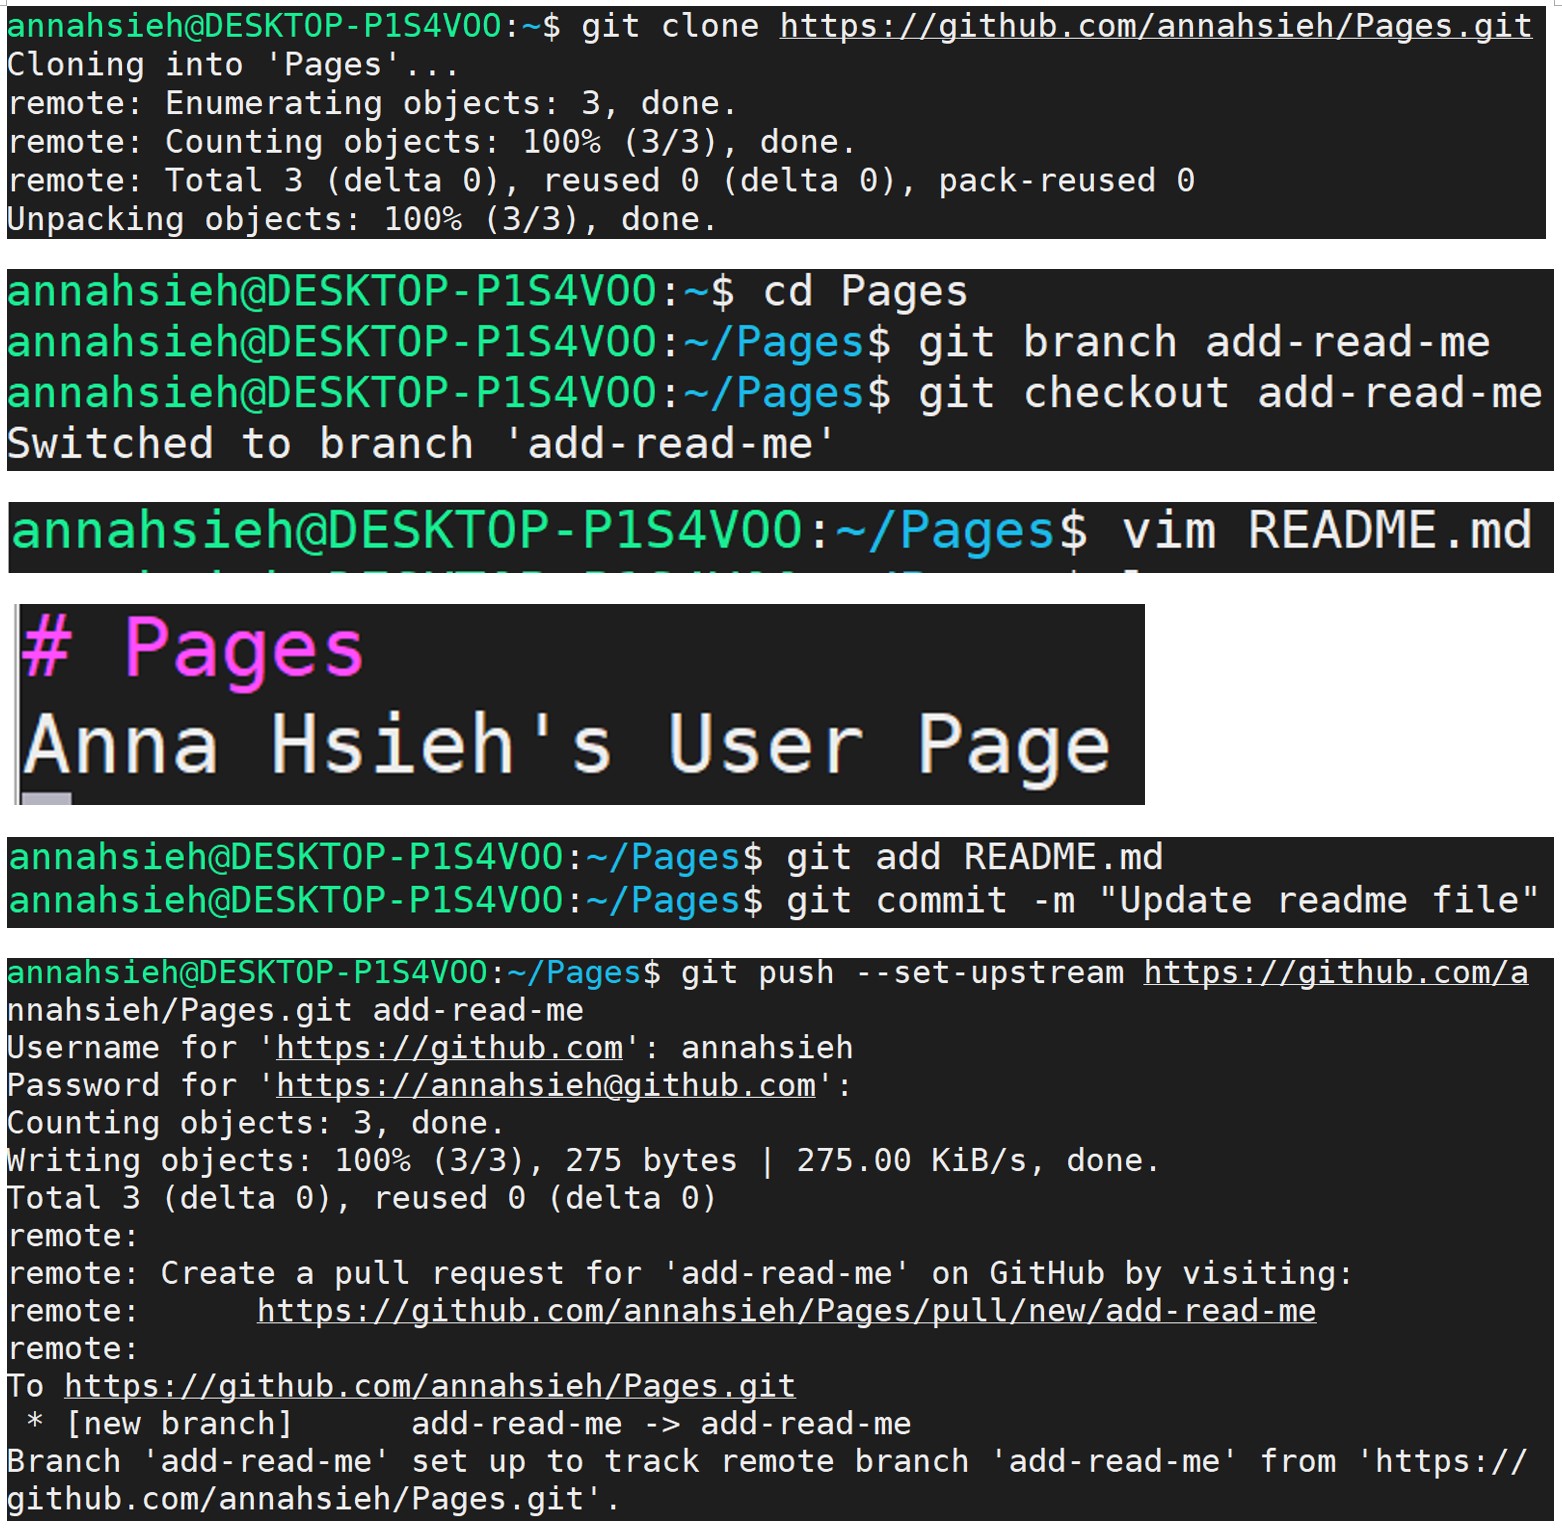 annahsieh@DESKTOP-P1S4VOO:~$ git clone https://github.com/annahsieh/Pages.git
Cloning into 'Pages'...
remote: Enumerating objects: 3, done.
remote: Counting objects: 100% (3/3), done.
remote: Total 3 (delta 0), reused 0 (delta 0), pack-reused 0
Unpacking objects: 100% (3/3), done.
annahsieh@DESKTOP-P1S4VOO:~$ cd Pages
annahsieh@DESKTOP-P1S4VOO:~/Pages$ git branch add-read-me
annahsieh@DESKTOP-P1S4VOO:~/Pages$ git checkout add-read-me
Switched to branch 'add-read-me'
annahsieh@DESKTOP-P1S4VOO:~/Pages$ vim README.md
# Pages
Anna Hsieh's User Page
annahsieh@DESKTOP-P1S4VOO:~/Pages$ git add README.md
annahsieh@DESKTOP-P1S4VOO:~/Pages$ git commit -m "Update readme file"
annahsieh@DESKTOP-P1S4VOO:~/Pages$ git push --set-upstream https://github.com/a
nnahsieh/Pages.git add-read-me
Username for 'https://github.com': annahsieh
Password for 'https://annahsieh@github.com':
Counting objects: 3, done.
Writing objects: 100% (3/3), 275 bytes | 275.00 KiB/s, done.
Total 3 (delta 0), reused 0 (delta 0)
remote:
remote: Create a pull request for 'add-read-me' on GitHub by visiting:
remote:      https://github.com/annahsieh/Pages/pull/new/add-read-me
remote:
To https://github.com/annahsieh/Pages.git
 * [new branch]      add-read-me -> add-read-me
Branch 'add-read-me' set up to track remote branch 'add-read-me' from 'https://
github.com/annahsieh/Pages.git'.